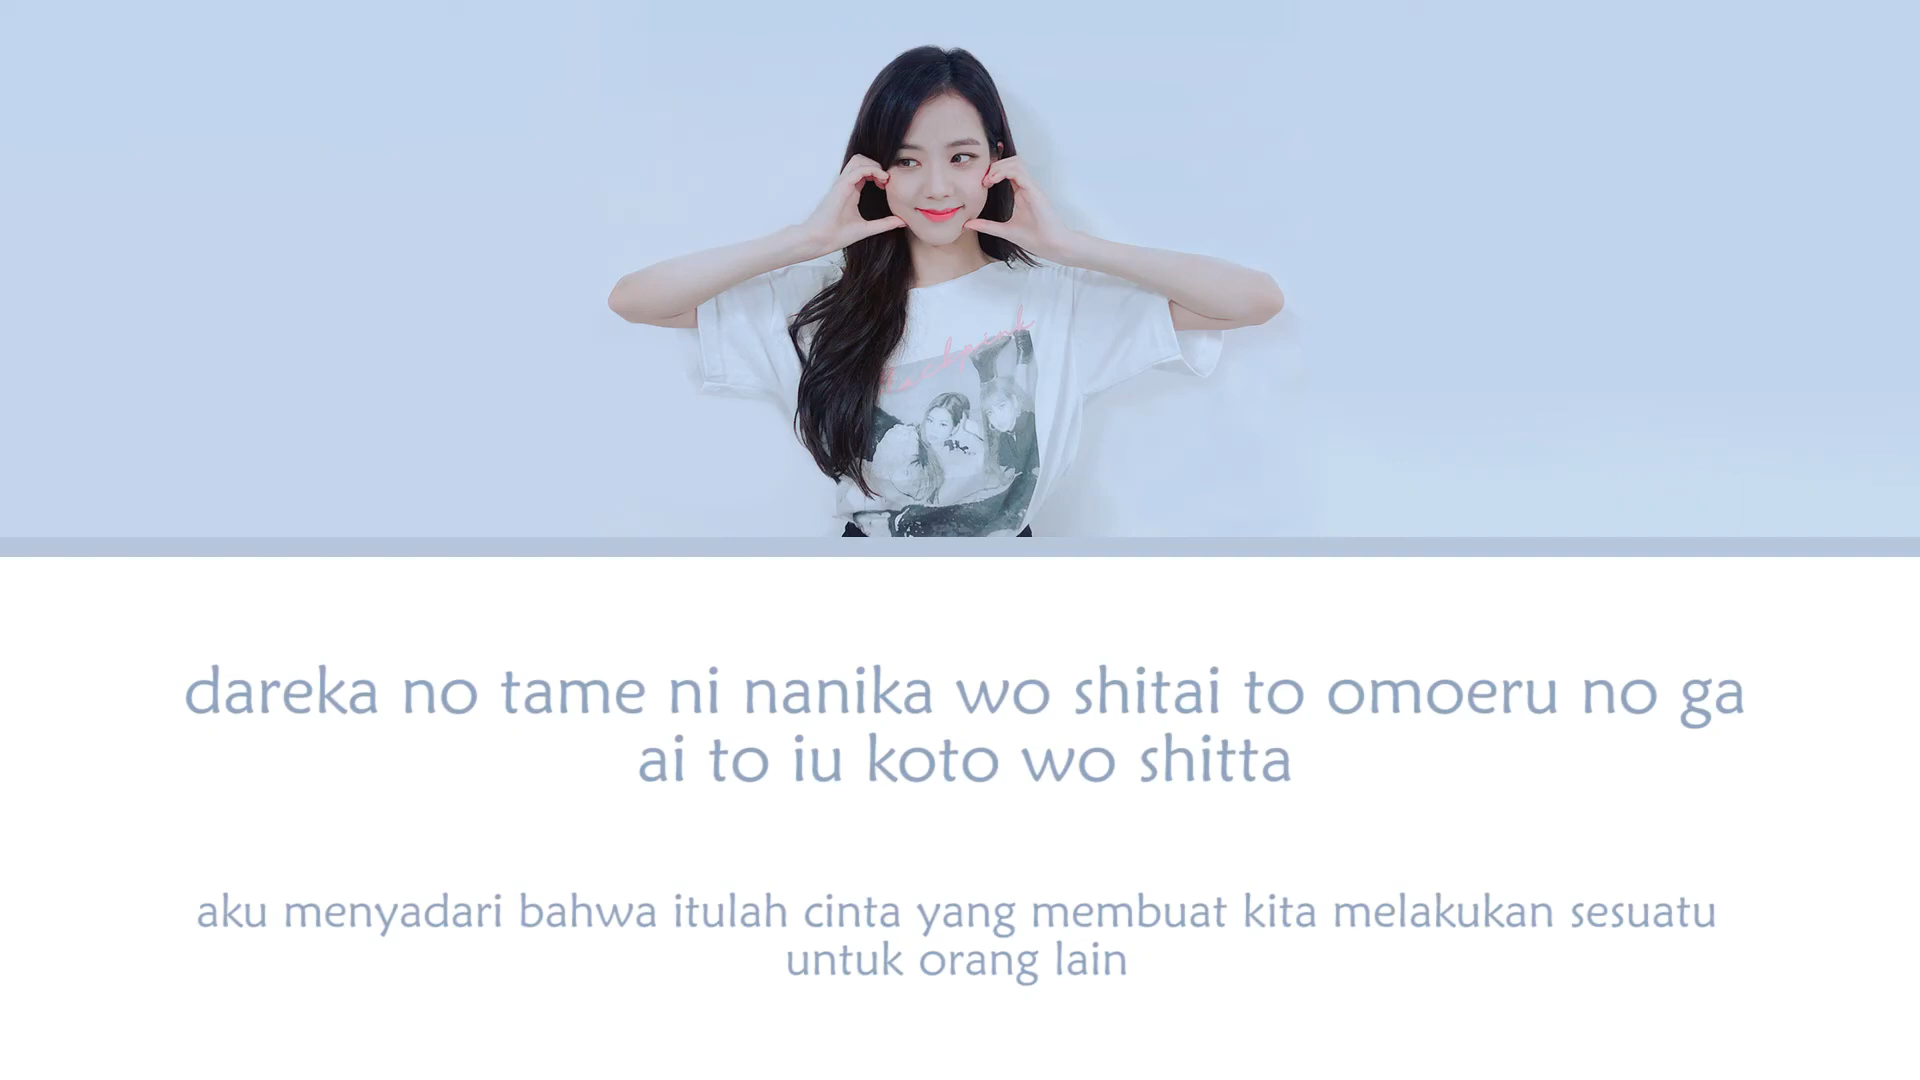 Blackpink
dareka no tame ni nanika wo shitai to omoeru no ga
ai to iu koto wo shitta
aku menyadari bahwa itulah cinta yang membuat kita melakukan sesuatu
untuk orang lain